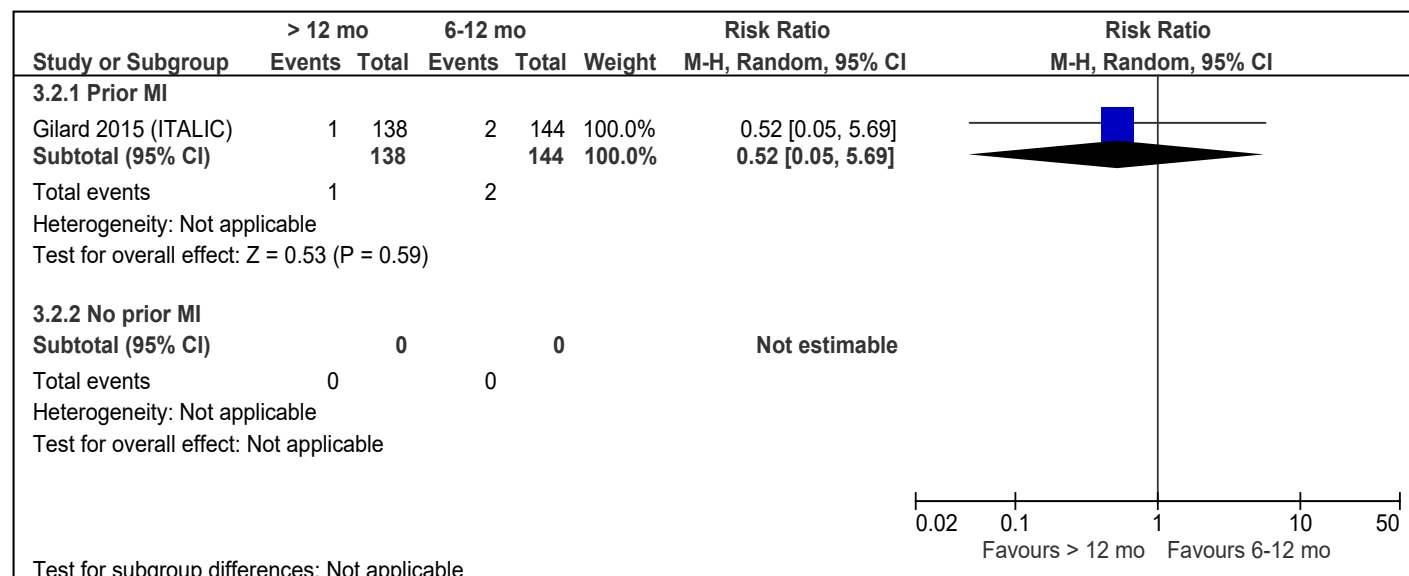 > 12 mo 6-12 mo Risk Ratio Risk Ratio
Study or Subgroup Events Total Events Total Weight M-H, Random, 95% CI M-H, Random, 95% CI
3.2.1 Prior MI
Gilard 2015 (ITALIC) 1 138 2 144 100.0% 0.52 [0.05, 5.69]
Subtotal (95% CI) 138 144 100.0% 0.52 [0.05, 5.69]
Total events 1 2
Heterogeneity: Not applicable
Test for overall effect: Z = 0.53 (P = 0.59)
3.2.2 No prior MI
Subtotal (95% CI) 0 0 Not estimable
Total events 0 0
Heterogeneity: Not applicable
Test for overall effect: Not applicable
0.02 0.1 1 10 50
Favours > 12 mo Favours 6-12 mo
Test for subgroup differences: Not applicable